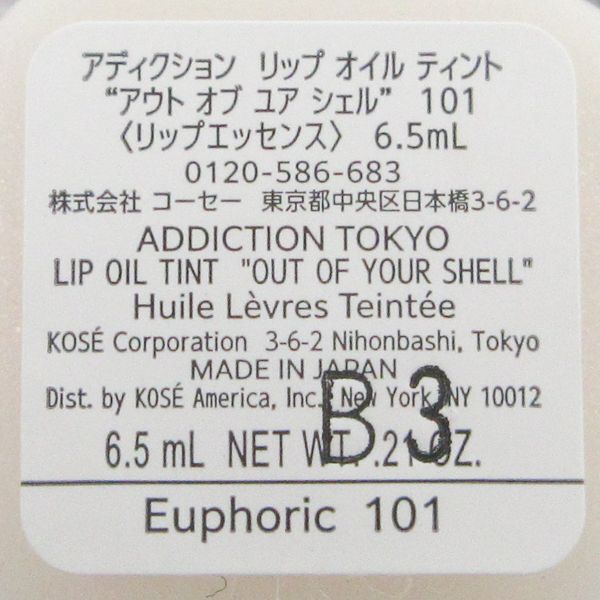 アディクション リップ オイル ティント
“アウト オブ ユア シェル” 101
〈リップエッセンス〉 6.5mL
0120-586-683
株式会社 コーセー 東京都中央区日本橋3-6-2
ADDICTION TOKYO
LIP OIL TINT "OUT OF YOUR SHELL"
Huile Lèvres Teintée
KOSÉ Corporation 3-6-2 Nihonbashi, Tokyo
MADE IN JAPAN
Dist. by KOSÉ America, Inc., New York, NY 10012
B 3
6.5 mL NET WT. .21 OZ.
Euphoric 101